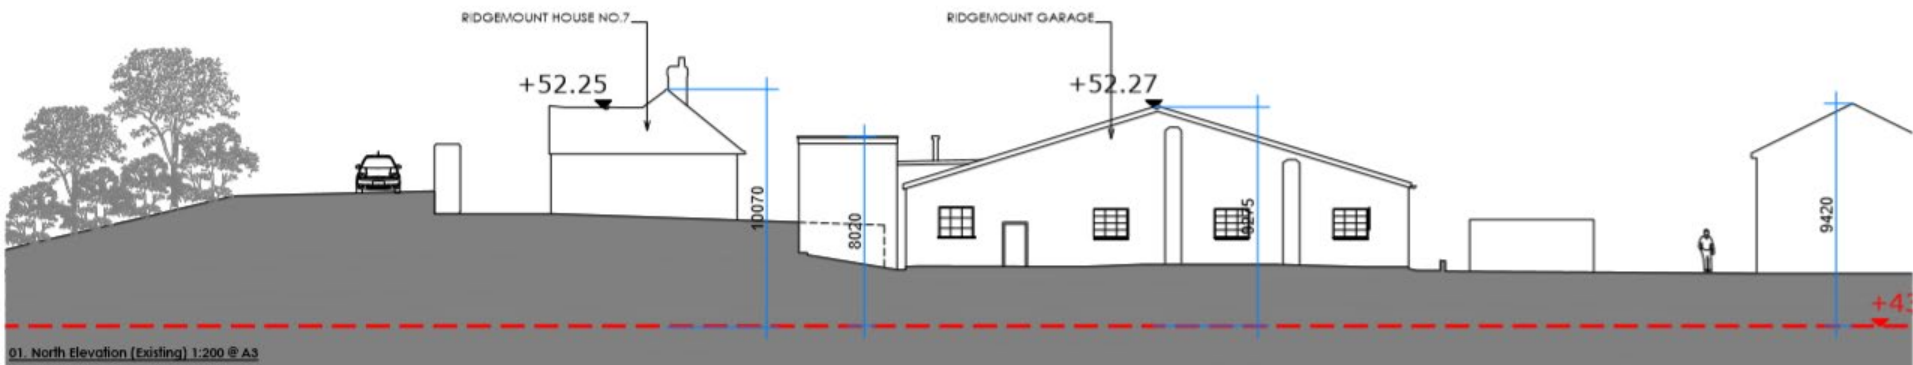 RIDGEMOUNT HOUSE NO.7
RIDGEMOUNT GARAGE
+52.25
+52.27
10070
8020
9275
9420
+43
01. North Elevation (Existing) 1:200 @ A3